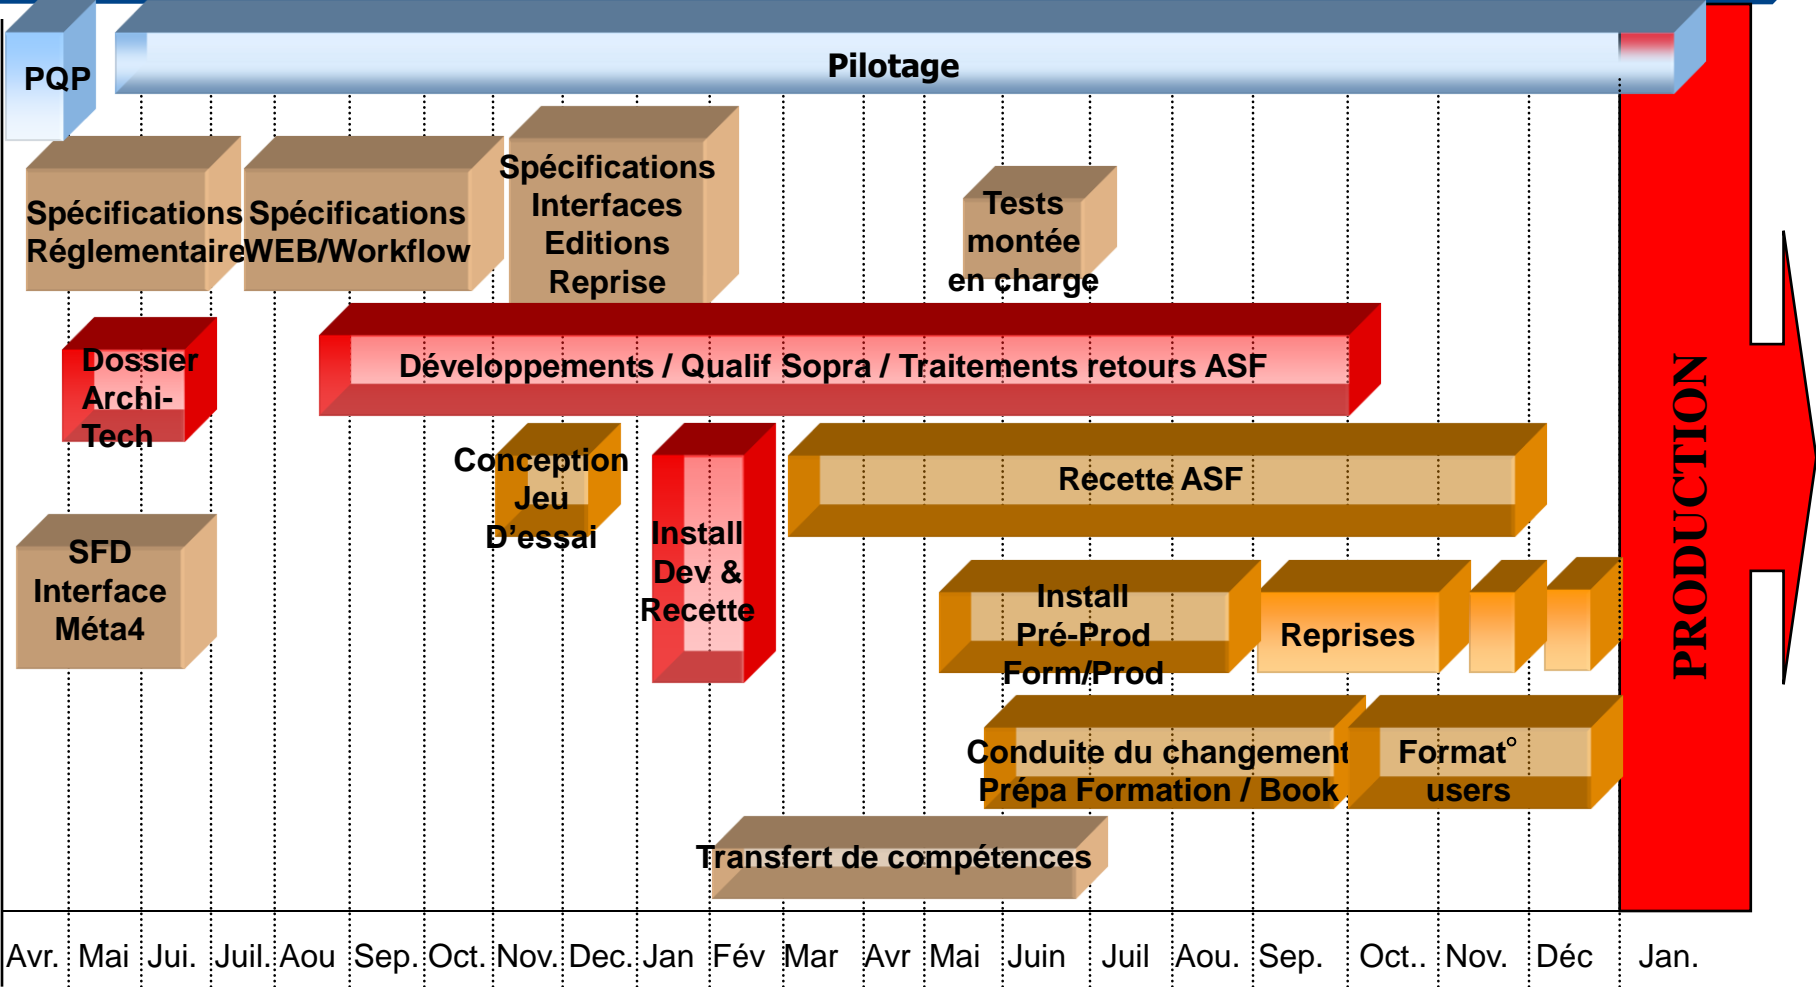 PQP
Pilotage
Spécifications
Réglementaire
Spécifications
WEB/Workflow
Spécifications
Interfaces
Editions
Reprise
Tests
montée
en charge
Dossier
Archi-
Tech
Développements / Qualif Sopra / Traitements retours ASF
Conception
Jeu
D’essai
Install
Dev &
Recette
Recette ASF
SFD
Interface
Méta4
Install
Pré-Prod
Form/Prod
Reprises
Conduite du changement
Prépa Formation / Book
Format°
users
Transfert de compétences
PRODUCTION
Avr. Mai Jui. Juil. Aou Sep. Oct. Nov. Dec. Jan Fév Mar Avr Mai Juin Juil Aou. Sep. Oct.. Nov. Déc Jan.